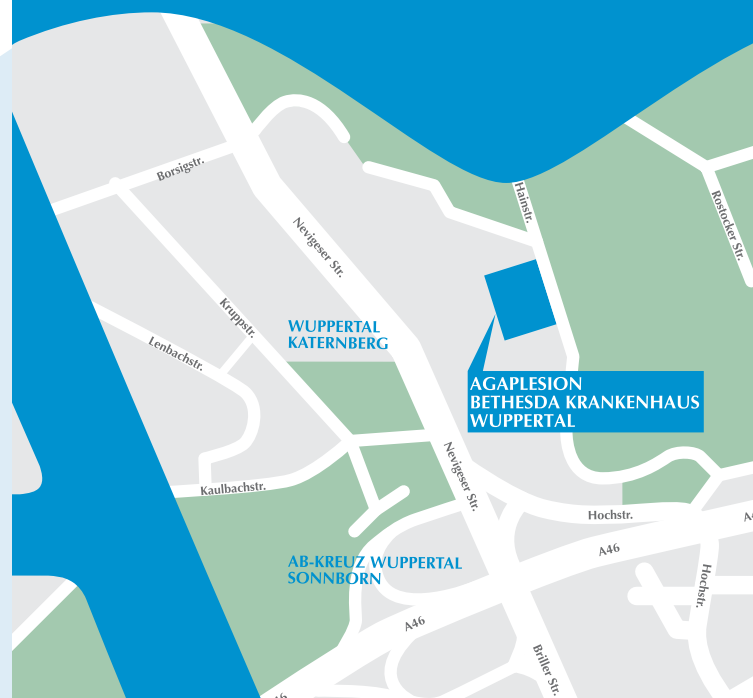 Borsigstr.
Hainstr.
Rostocker Str.
Nevigeser Str.
Kruppstr.
WUPPERTAL
KATERNBERG
Lenbachstr.
AGAPLESION
BETHESDA KRANKENHAUS
WUPPERTAL
Nevigeser Str.
Kaulbachstr.
Hochstr.
A46
AB-KREUZ WUPPERTAL
SONNBORN
Hochstr.
A46
Briller Str.